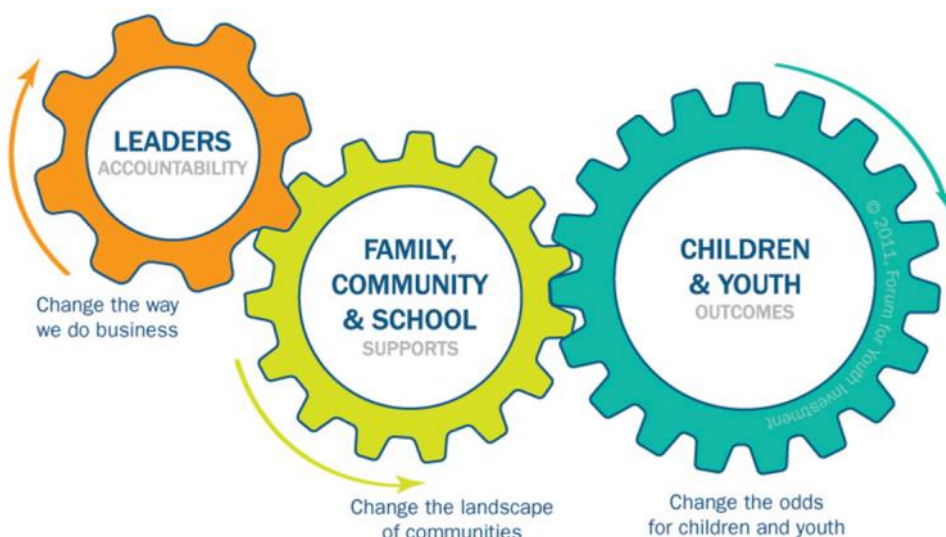 LEADERS
ACCOUNTABILITY
Change the way
we do business
FAMILY,
COMMUNITY
& SCHOOL
SUPPORTS
Change the landscape
of communities
CHILDREN
& YOUTH
OUTCOMES
Change the odds
for children and youth
© 2011, Forum for Youth Investment